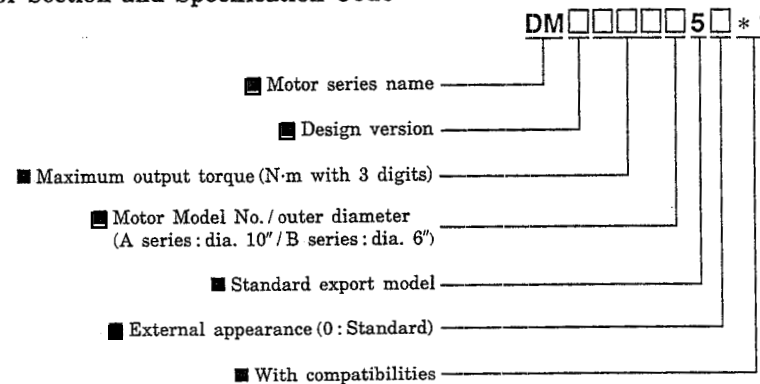 DM□□□□□5□*
■ Motor series name
■ Design version
■ Maximum output torque (N·m with 3 digits)
■ Motor Model No. / outer diameter
(A series : dia. 10″ / B series : dia. 6″)
■ Standard export model
■ External appearance (0 : Standard)
■ With compatibilities